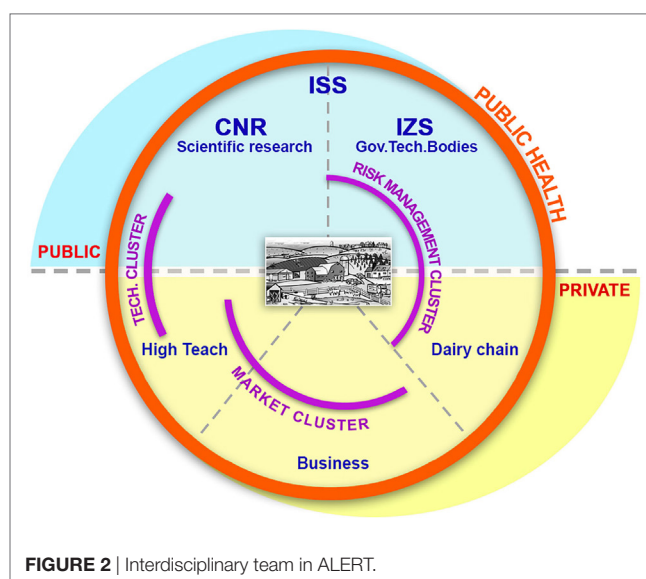 ISS
CNR
Scientific research
IZS
Gov.Tech.Bodies
PUBLIC HEALTH
RISK MANAGEMENT CLUSTER
TECH. CLUSTER
PUBLIC
PRIVATE
High Teach
Dairy chain
MARKET CLUSTER
Business
FIGURE 2 | Interdisciplinary team in ALERT.